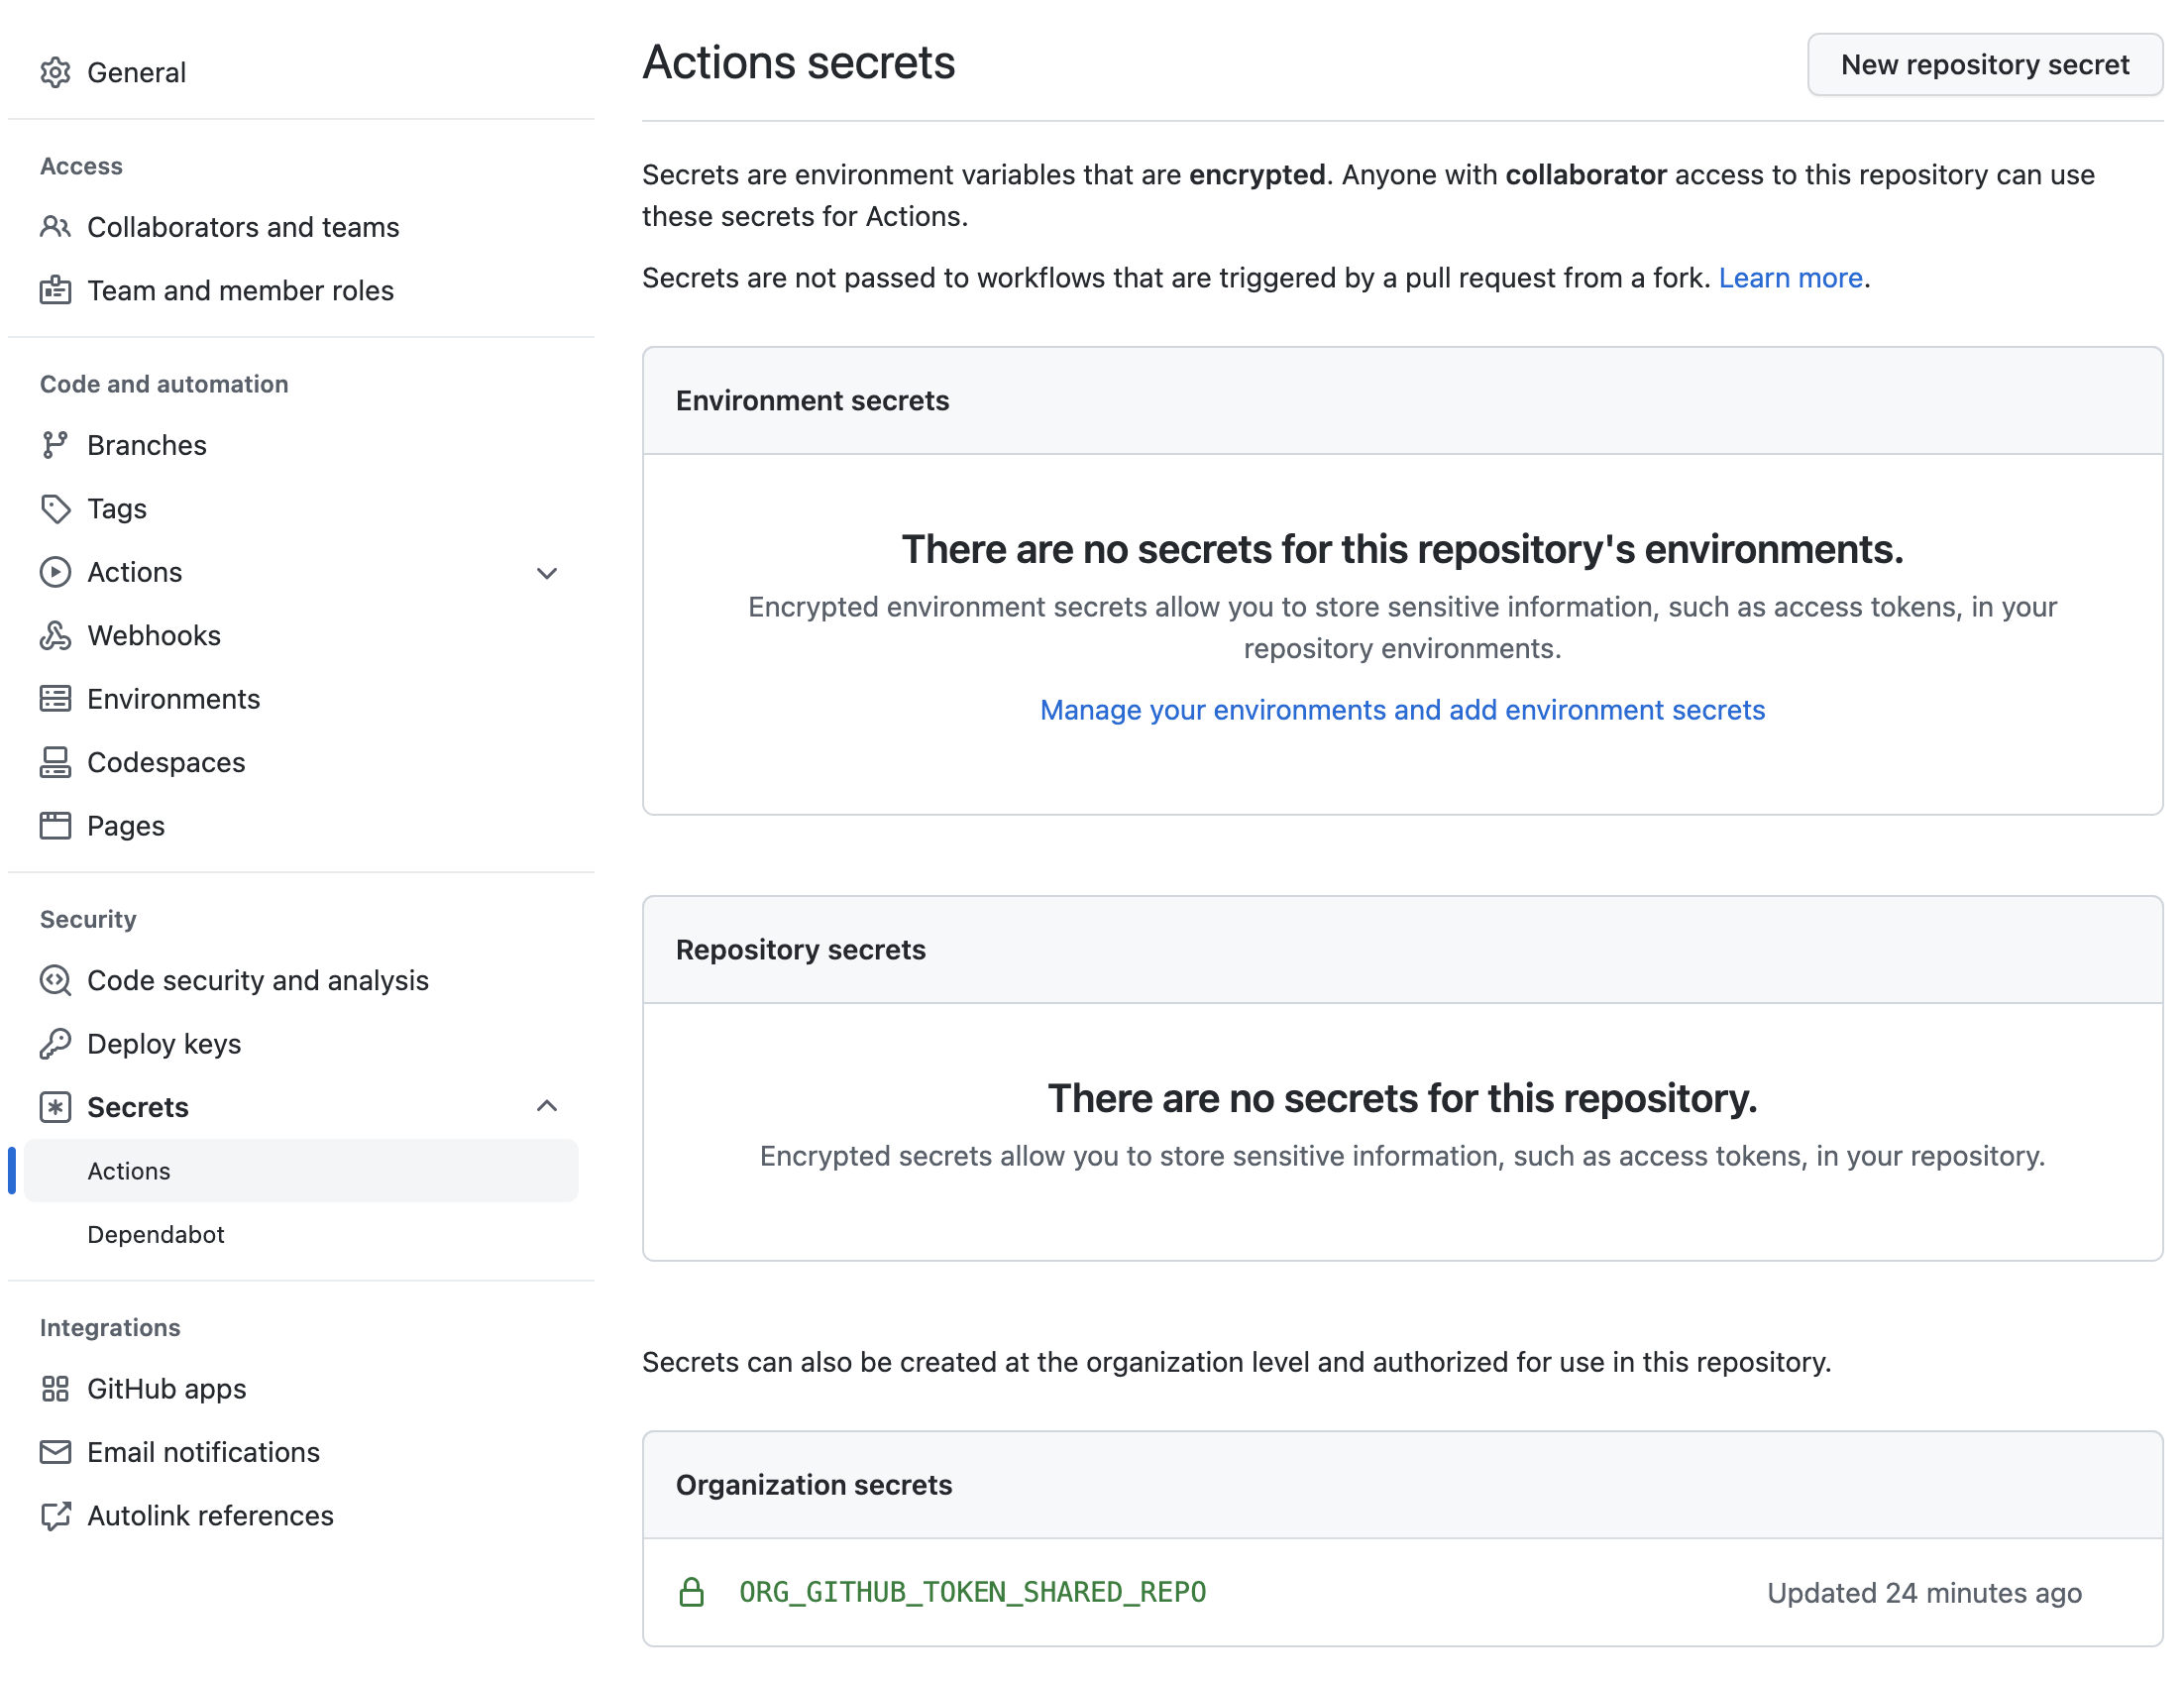 General
Access
Collaborators and teams
Team and member roles
Code and automation
Branches
Tags
Actions
Webhooks
Environments
Codespaces
Pages
Security
Code security and analysis
Deploy keys
Secrets
Actions
Dependabot
Integrations
GitHub apps
Email notifications
Autolink references
Actions secrets
New repository secret
Secrets are environment variables that are encrypted. Anyone with collaborator access to this repository can use
these secrets for Actions.
Secrets are not passed to workflows that are triggered by a pull request from a fork. Learn more.
Environment secrets
There are no secrets for this repository's environments.
Encrypted environment secrets allow you to store sensitive information, such as access tokens, in your
repository environments.
Manage your environments and add environment secrets
Repository secrets
There are no secrets for this repository.
Encrypted secrets allow you to store sensitive information, such as access tokens, in your repository.
Secrets can also be created at the organization level and authorized for use in this repository.
Organization secrets
ORG_GITHUB_TOKEN_SHARED_REPO
Updated 24 minutes ago